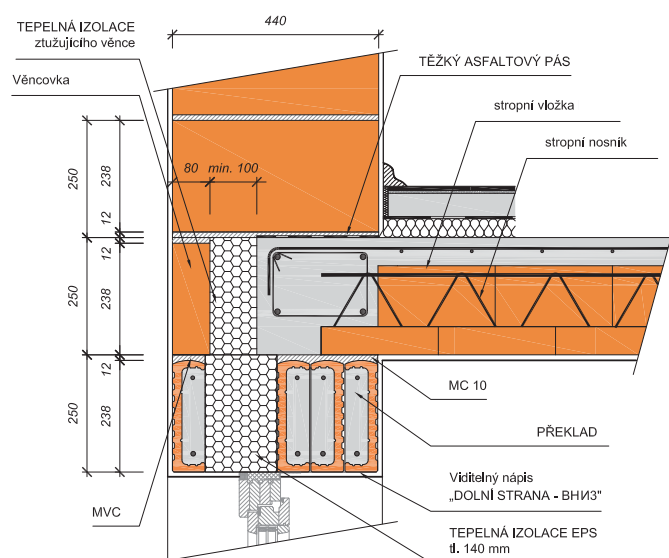 TEPELNÁ IZOLACE
ztužujícího věnce
Věncovka
440
TĚŽKÝ ASFALTOVÝ PÁS
stropní vložka
stropní nosník
80 min. 100
250
238
12
12
250
238
12
250
238
MC 10
PŘEKLAD
Viditelný nápis
„DOLNÍ STRANA - ВНИЗ"
MVC
TEPELNÁ IZOLACE EPS
tl. 140 mm